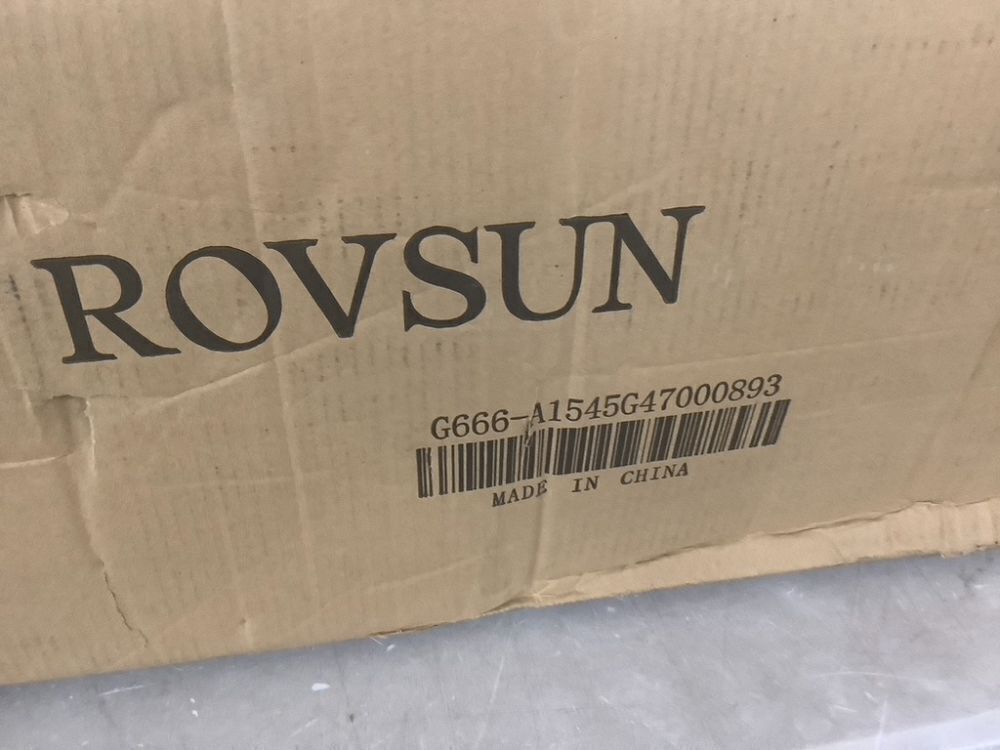 ROVSUN
G666-A1545G47000893
MADE IN CHINA